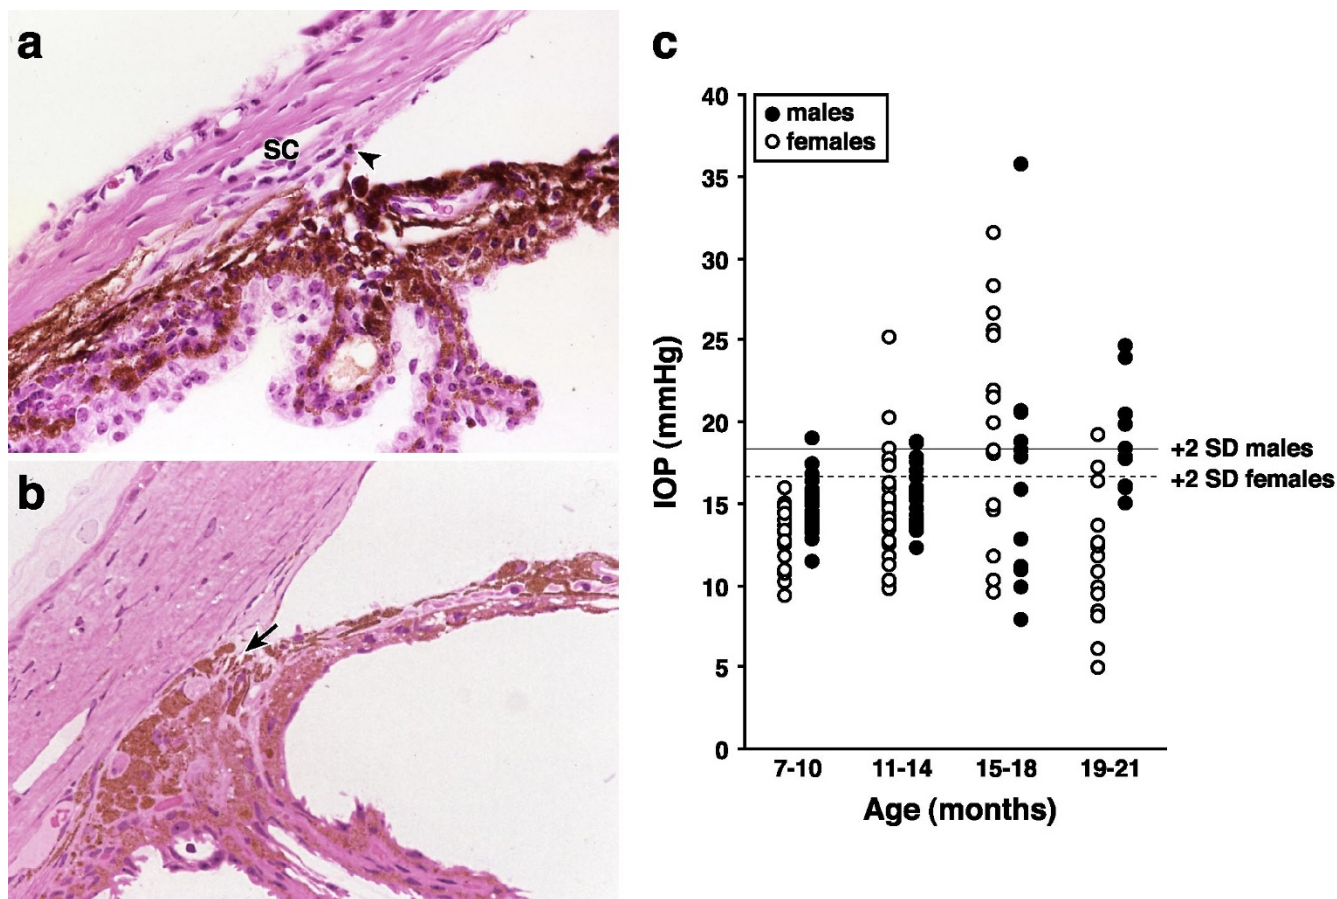 a
SC
b
c
males
females
40
35
30
25
20
15
10
5
0
IOP (mmHg)
+2 SD males
+2 SD females
7-10 11-14 15-18 19-21
Age (months)